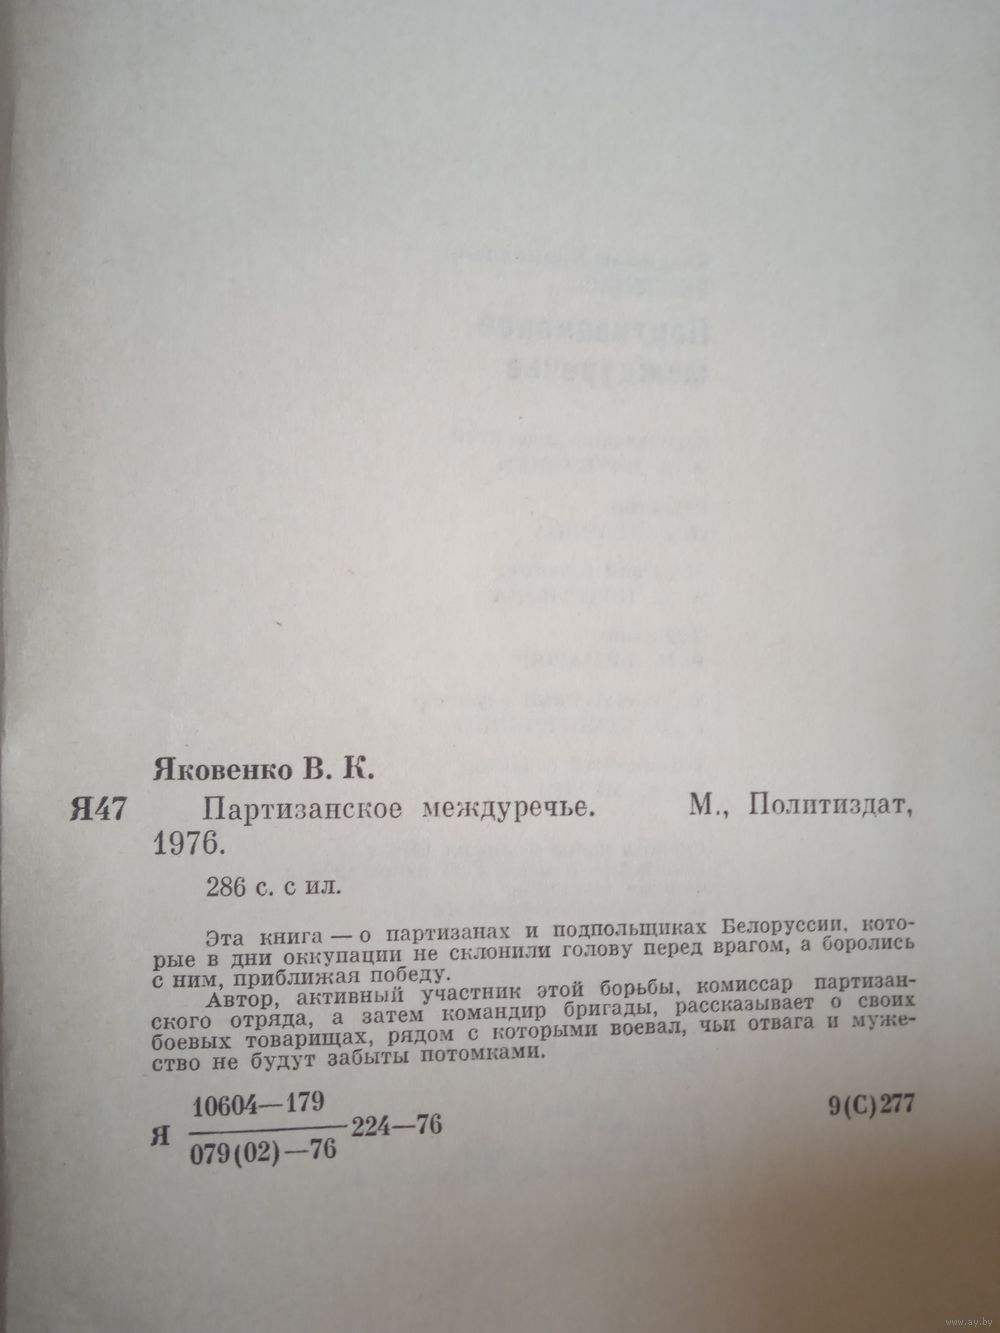 Яковенко В. К.
Я47 Партизанское междуречье. М., Политиздат,
1976.
286 с. с ил.
Эта книга — о партизанах и подпольщиках Белоруссии, кото-
рые в дни оккупации не склонили голову перед врагом, а боролись
с ним, приближая победу.
Автор, активный участник этой борьбы, комиссар партизан-
ского отряда, а затем командир бригады, рассказывает о своих
боевых товарищах, рядом с которыми воевал, чьи отвага и муже-
ство не будут забыты потомками.
10604—179
Я 224—76 9(С)277
079(02)—76
www.ay.by